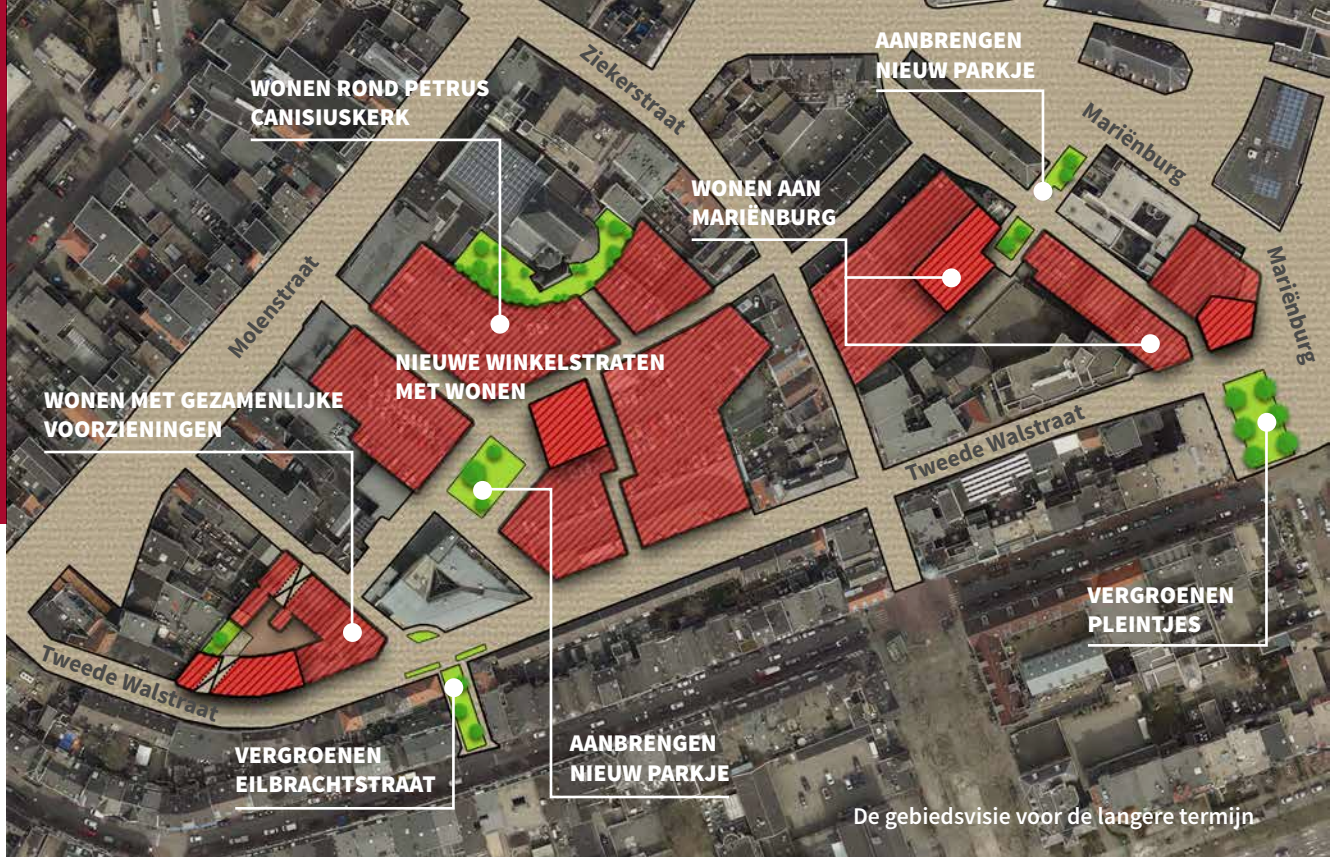 AANBRENGEN
NIEUW PARKJE
Ziekerstraat
WONEN ROND PETRUS
CANISIUSKERK
Mariënburg
WONEN AAN
MARIËNBURG
Molenstraat
Mariënburg
NIEUWE WINKELSTRATEN
MET WONEN
WONEN MET GEZAMENLIJKE
VOORZIENINGEN
Tweede Walstraat
VERGROENEN
PLEINTJES
Tweede Walstraat
VERGROENEN
EILBRACHTSTRAAT
AANBRENGEN
NIEUW PARKJE
De gebiedsvisie voor de langere termijn